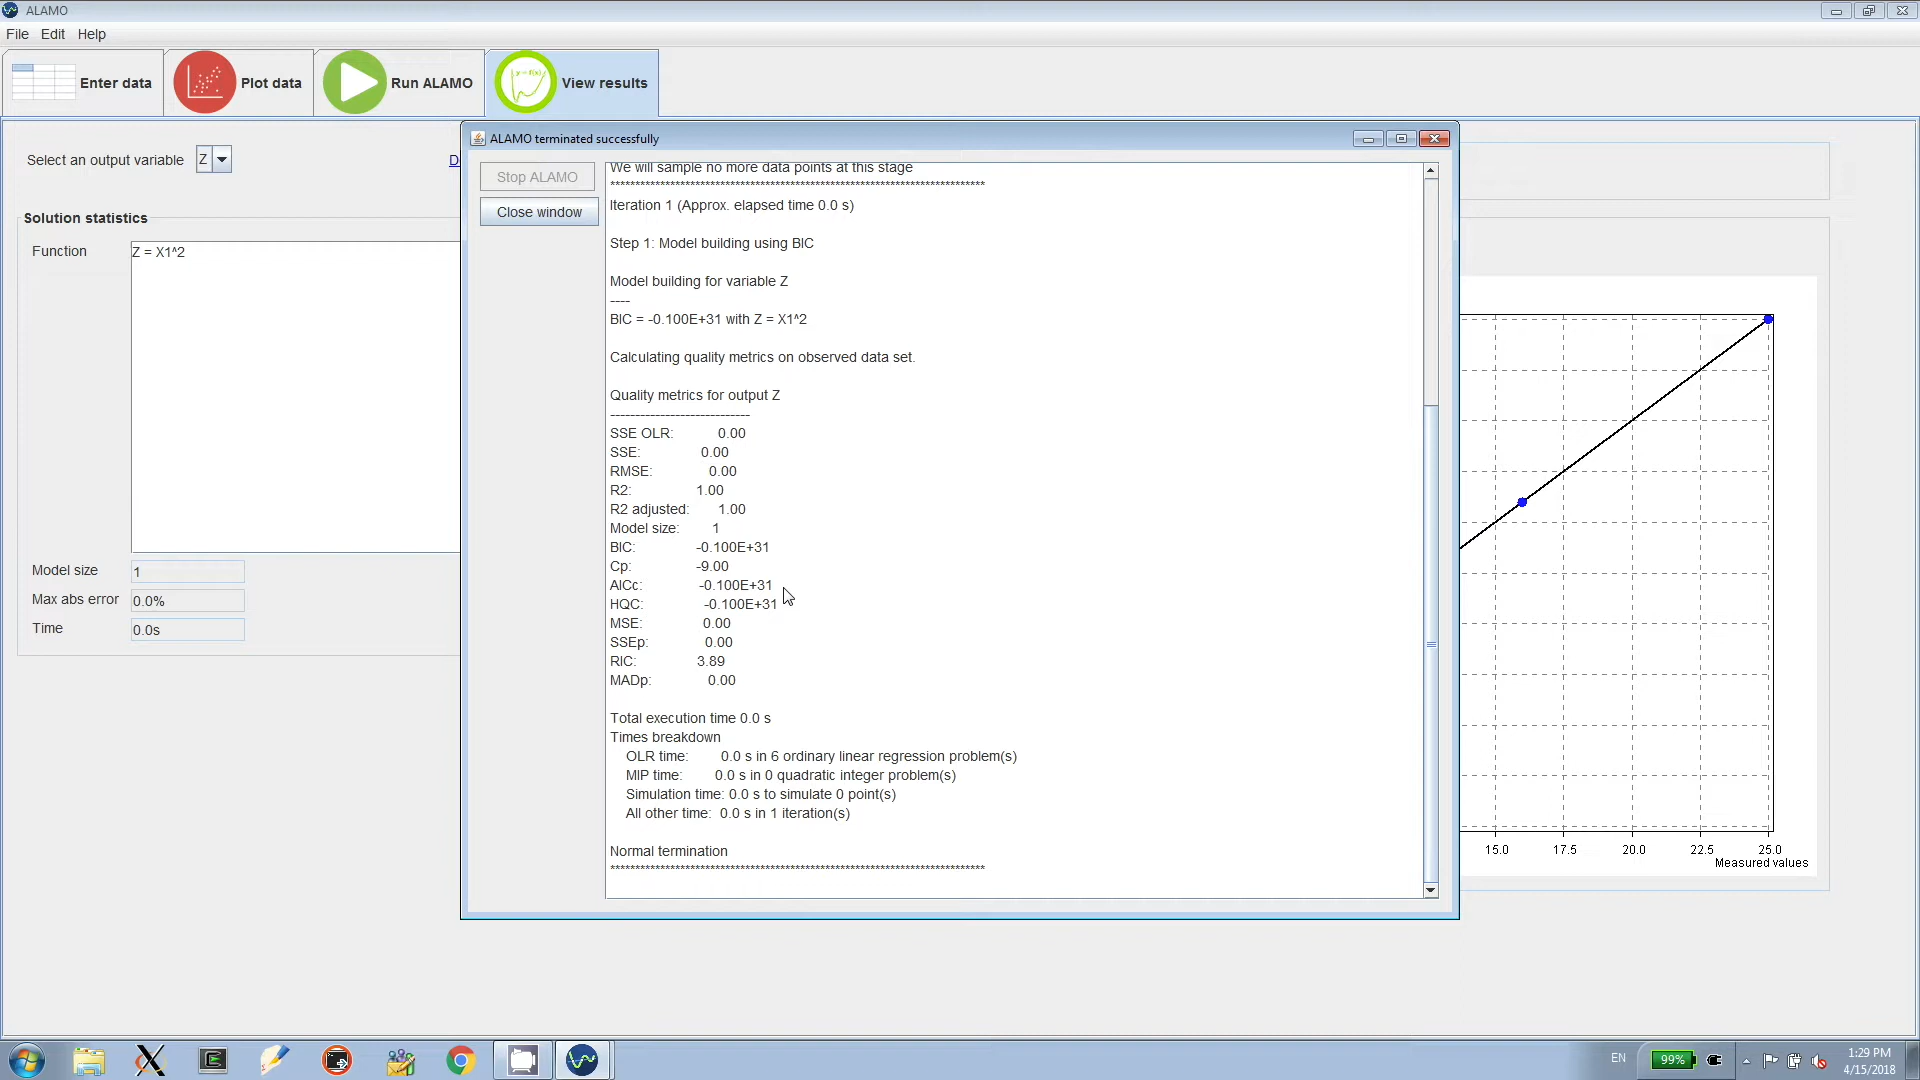 ALAMO
File Edit Help
Enter data
Plot data
y = f(x)
Run ALAMO
View results
Select an output variable Z
D
Solution statistics
Function
Z = X1^2
Model size 1
Max abs error 0.0%
Time 0.0s
ALAMO terminated successfully
Stop ALAMO
Close window
We will sample no more data points at this stage
***************************************************************************
Iteration 1 (Approx. elapsed time 0.0 s)
Step 1: Model building using BIC
Model building for variable Z
----
BIC = -0.100E+31 with Z = X1^2
Calculating quality metrics on observed data set.
Quality metrics for output Z
----------------------------
SSE OLR: 0.00
SSE: 0.00
RMSE: 0.00
R2: 1.00
R2 adjusted: 1.00
Model size: 1
BIC: -0.100E+31
Cp: -9.00
AICc: -0.100E+31
HQC: -0.100E+31
MSE: 0.00
SSEp: 0.00
RIC: 3.89
MADp: 0.00
Total execution time 0.0 s
Times breakdown
OLR time: 0.0 s in 6 ordinary linear regression problem(s)
MIP time: 0.0 s in 0 quadratic integer problem(s)
Simulation time: 0.0 s to simulate 0 point(s)
All other time: 0.0 s in 1 iteration(s)
Normal termination
***************************************************************************
15.0 17.5 20.0 22.5 25.0
Measured values
EN
99%
1:29 PM
4/15/2018